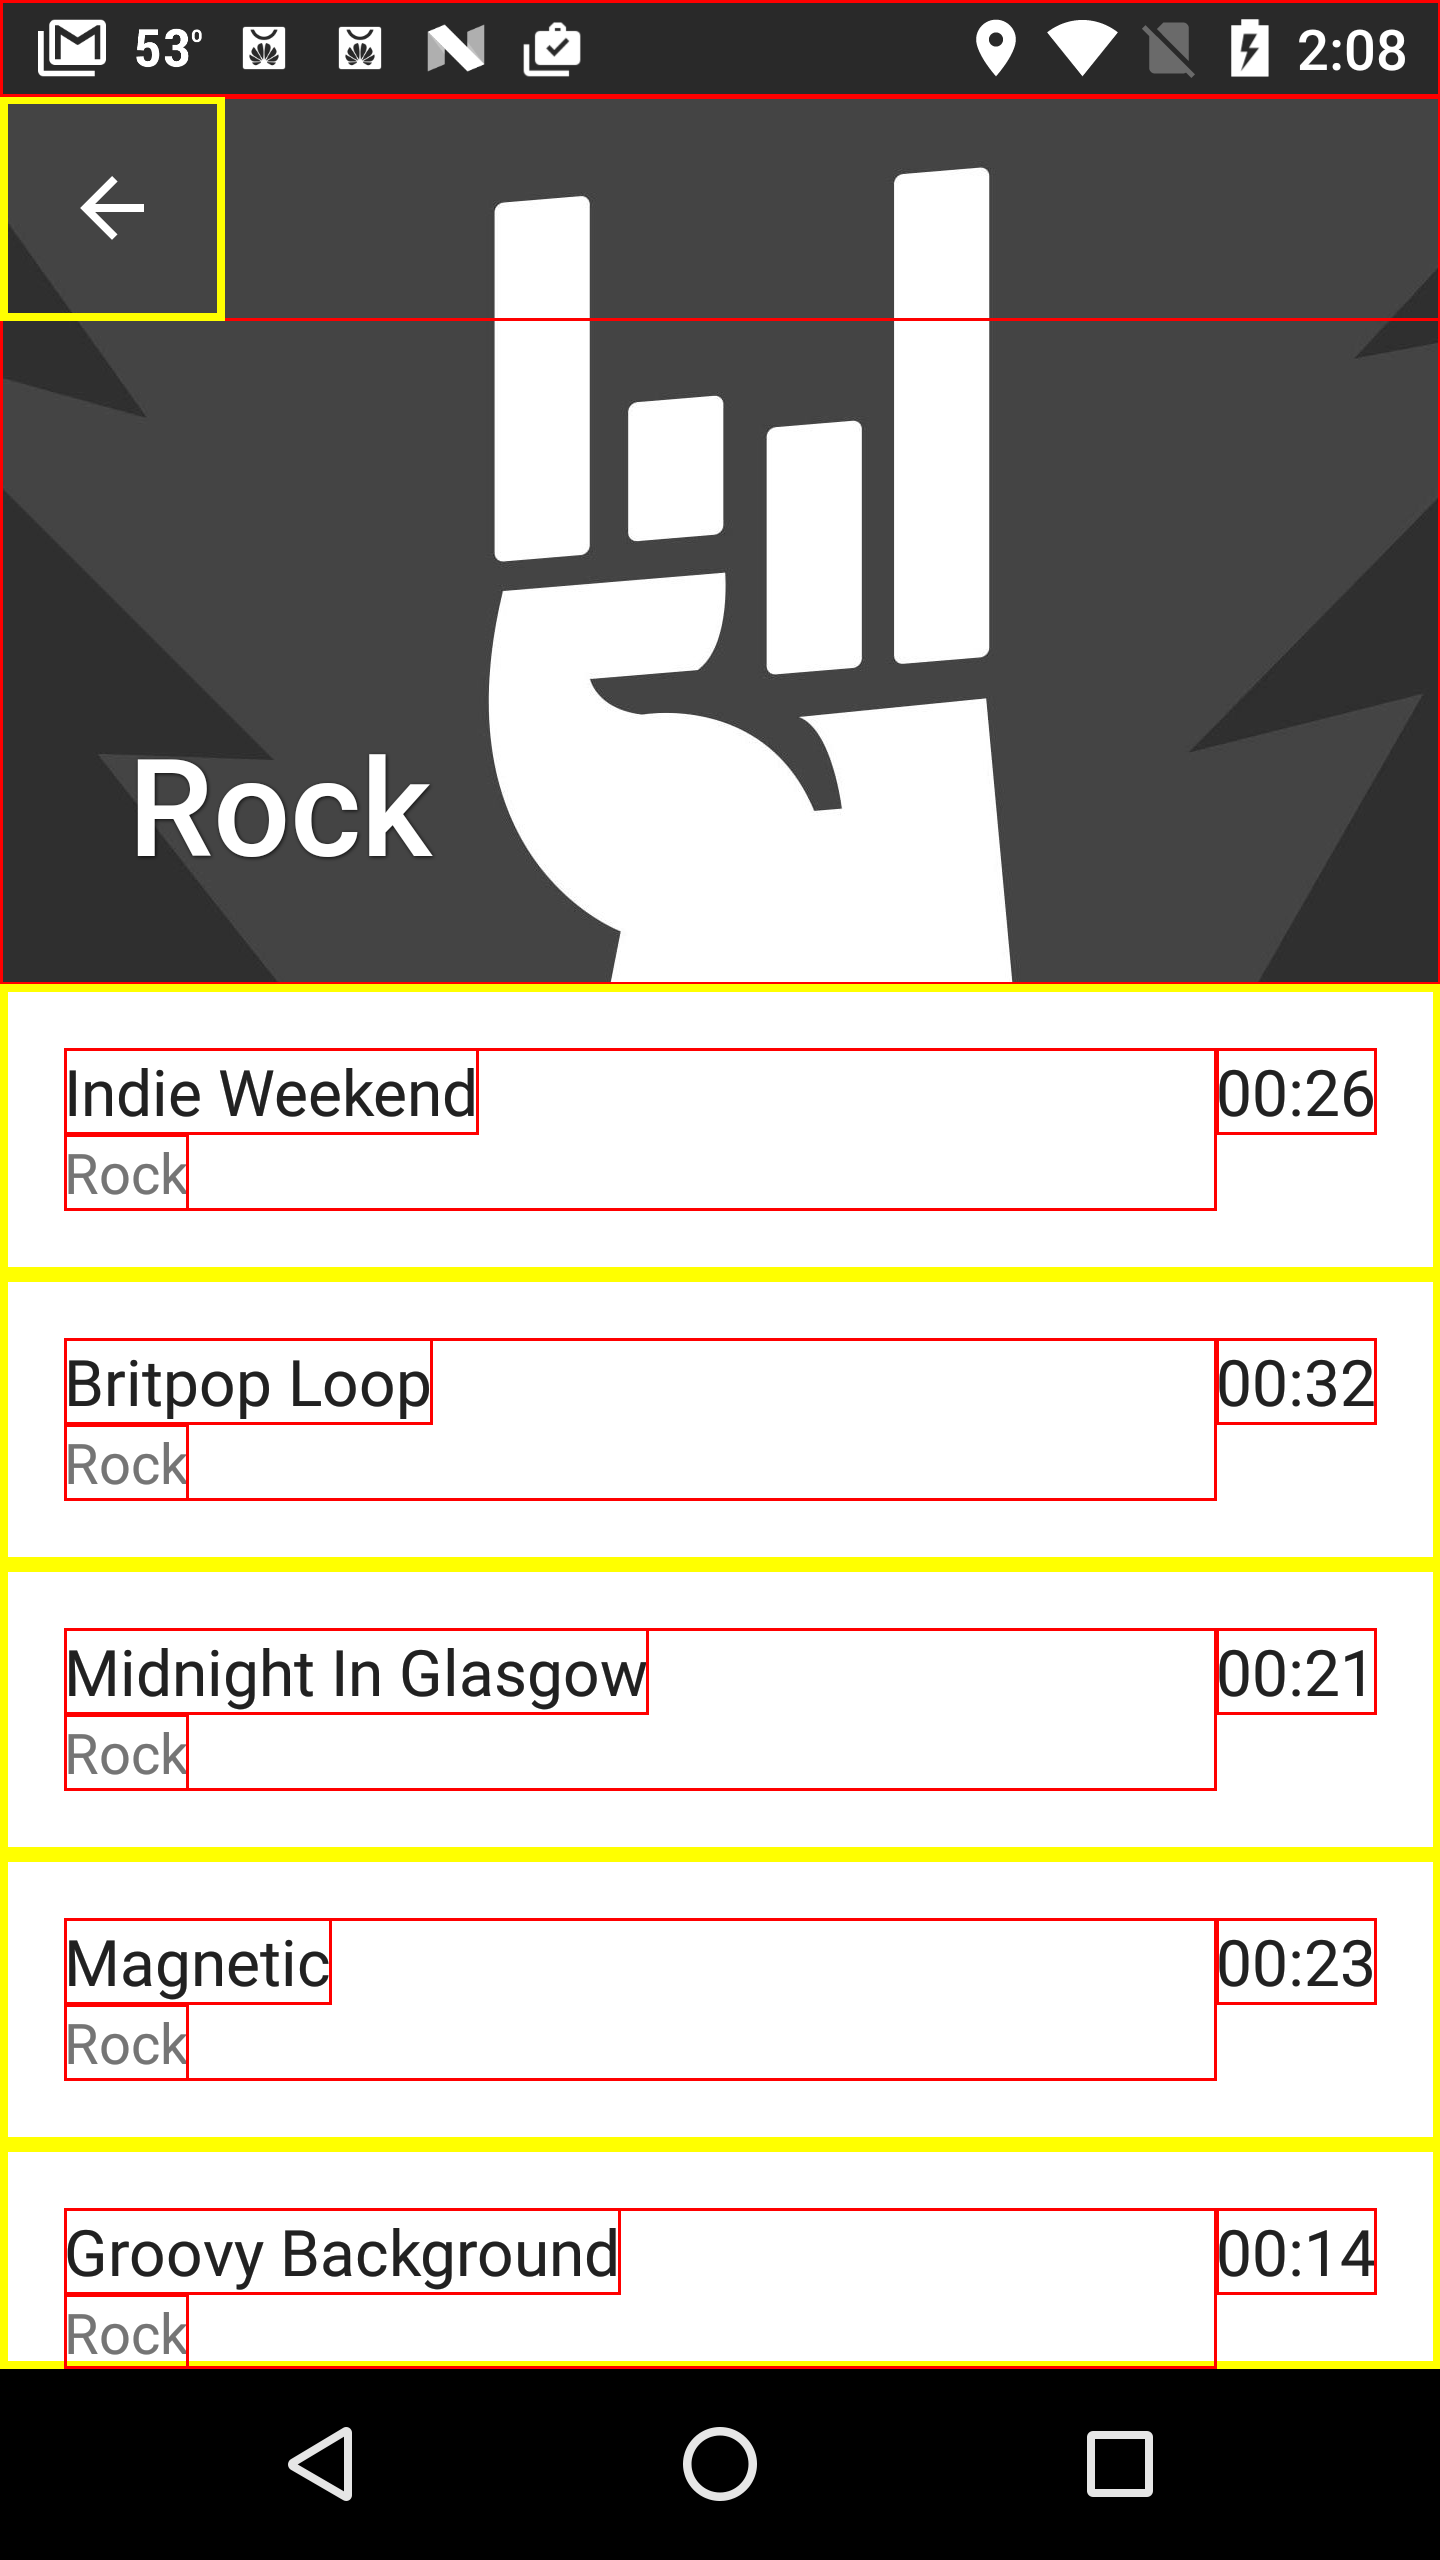 53° 2:08
Rock
Indie Weekend 00:26
Rock
Britpop Loop 00:32
Rock
Midnight In Glasgow 00:21
Rock
Magnetic 00:23
Rock
Groovy Background 00:14
Rock